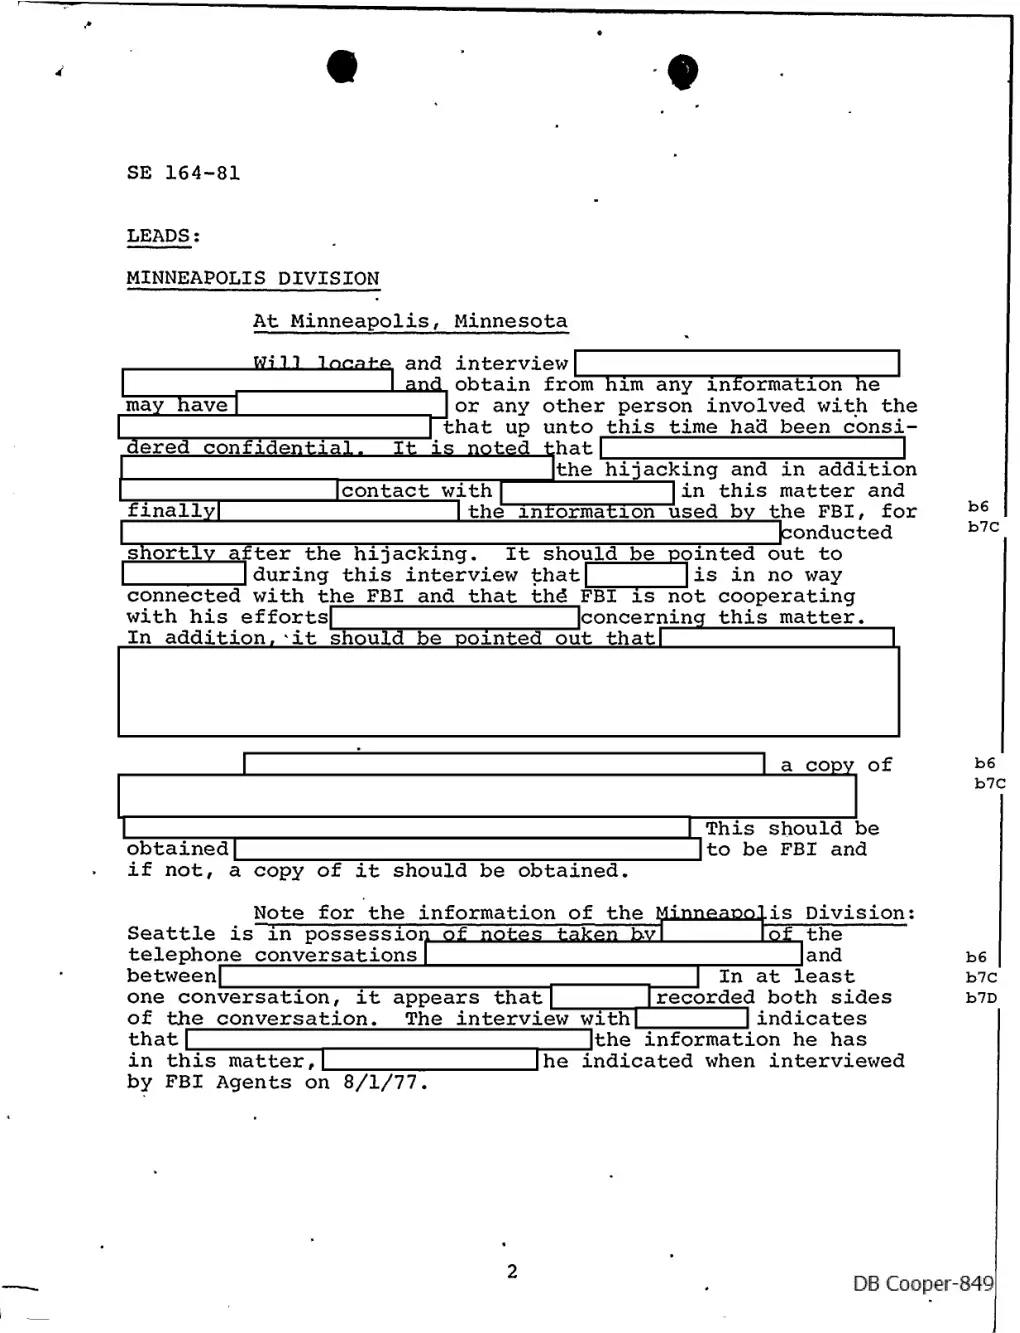 SE 164-81
LEADS:
MINNEAPOLIS DIVISION
At Minneapolis, Minnesota
Will locate and interview
and obtain from him any information he
may have or any other person involved with the
that up unto this time had been consi-
dered confidential. It is noted that
the hijacking and in addition
contact with in this matter and
finally the information used by the FBI, for
b6
b7C
conducted
shortly after the hijacking. It should be pointed out to
during this interview that is in no way
connected with the FBI and that the FBI is not cooperating
with his efforts concerning this matter.
In addition, it should be pointed out that
a copy of
b6
b7C
This should be
obtained to be FBI and
if not, a copy of it should be obtained.
Note for the information of the Minneapolis Division:
Seattle is in possession of notes taken by of the
telephone conversations and
b6
between In at least
b7C
one conversation, it appears that recorded both sides
b7D
of the conversation. The interview with indicates
that the information he has
in this matter, he indicated when interviewed
by FBI Agents on 8/1/77.
2
DB Cooper-849